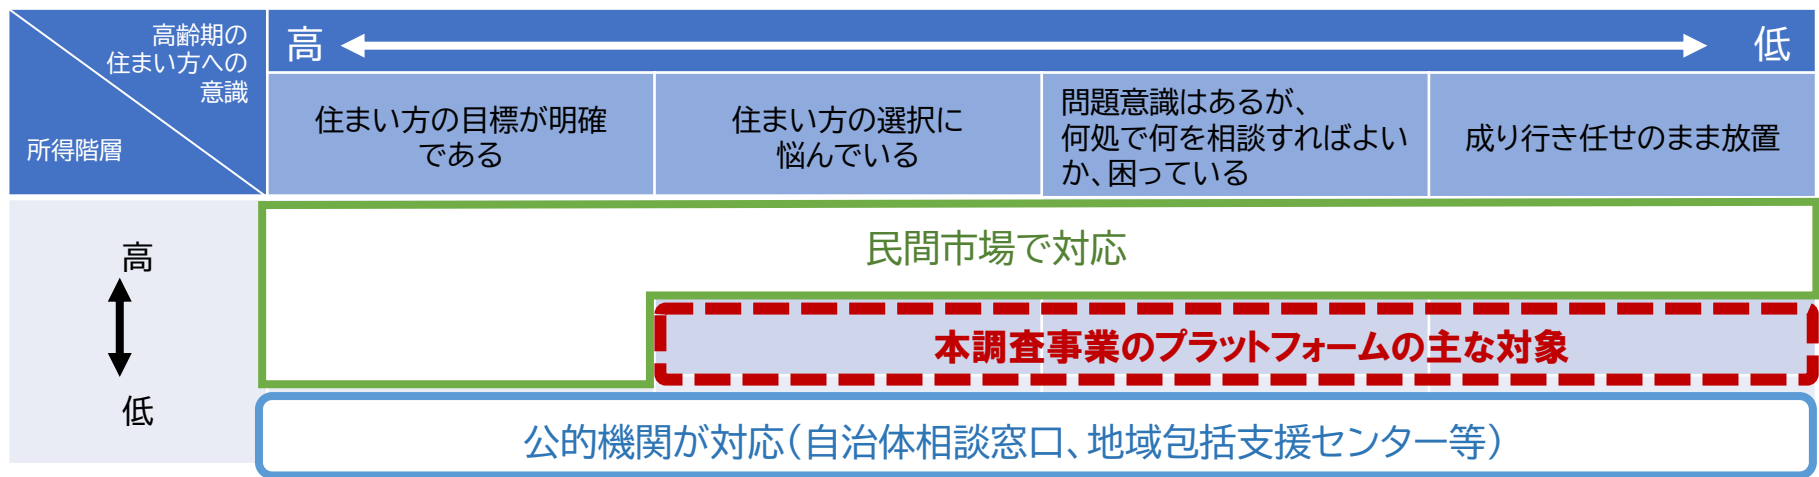 高齢期の
住まい方への
意識
所得階層
高
低
住まい方の目標が明確
である
住まい方の選択に
悩んでいる
問題意識はあるが、
何処で何を相談すればよい
か、困っている
成り行き任せのまま放置
高
低
民間市場で対応
本調査事業のプラットフォームの主な対象
公的機関が対応（自治体相談窓口、地域包括支援センター等）